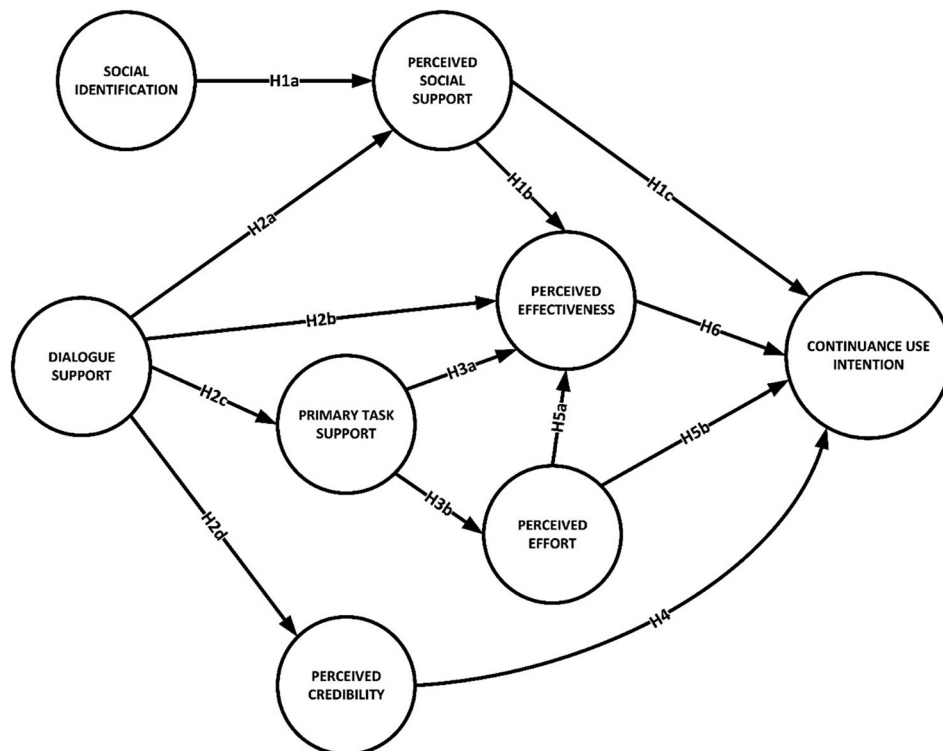 SOCIAL
IDENTIFICATION
H1a
PERCEIVED
SOCIAL
SUPPORT
H1b
H1c
H2a
PERCEIVED
EFFECTIVENESS
H2b
H6
CONTINUANCE USE
INTENTION
DIALOGUE
SUPPORT
H2c
H3a
PRIMARY TASK
SUPPORT
H5a
H5b
H3b
PERCEIVED
EFFORT
H2d
H4
PERCEIVED
CREDIBILITY